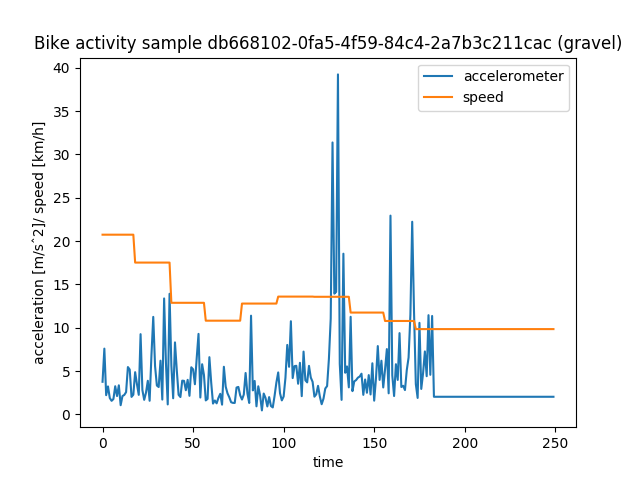 Bike activity sample db668102-0fa5-4f59-84c4-2a7b3c211cac (gravel)
accelerometer
speed
acceleration [m/s^2]/ speed [km/h]
40
35
30
25
20
15
10
5
0
0 50 100 150 200 250
time